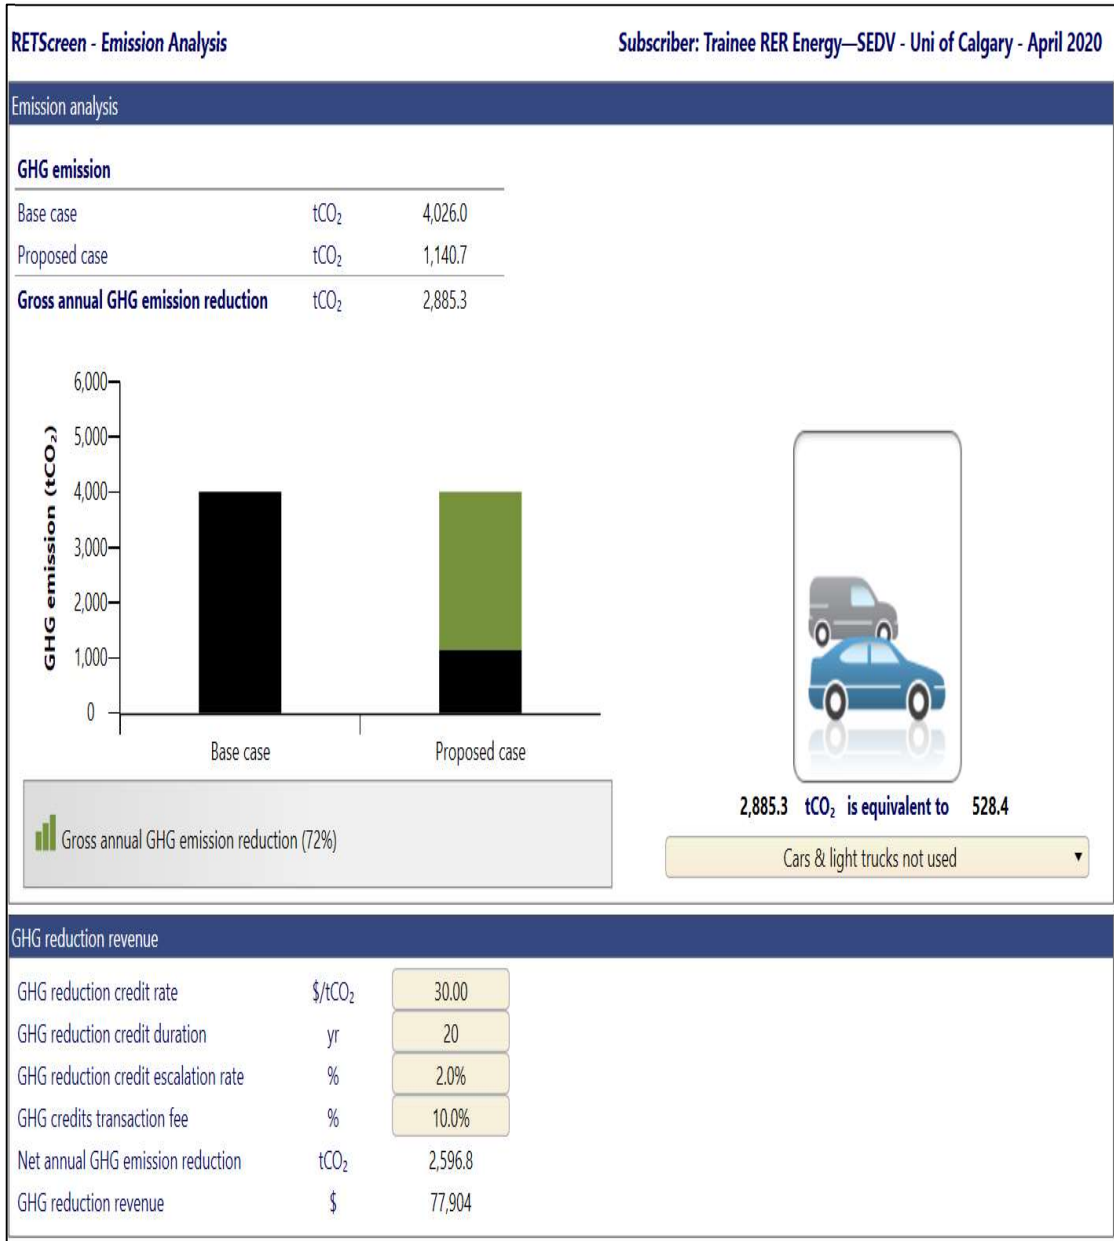 RETScreen - Emission Analysis Subscriber: Trainee RER Energy—SEDV - Uni of Calgary - April 2020
Emission analysis
GHG emission
Base case tCO₂ 4,026.0
Proposed case tCO₂ 1,140.7
Gross annual GHG emission reduction tCO₂ 2,885.3
GHG emission (tCO₂)
6,000
5,000
4,000
3,000
2,000
1,000
0
Base case Proposed case
Gross annual GHG emission reduction (72%)
2,885.3 tCO₂ is equivalent to 528.4
Cars & light trucks not used
GHG reduction revenue
GHG reduction credit rate $/tCO₂ 30.00
GHG reduction credit duration yr 20
GHG reduction credit escalation rate % 2.0%
GHG credits transaction fee % 10.0%
Net annual GHG emission reduction tCO₂ 2,596.8
GHG reduction revenue $ 77,904